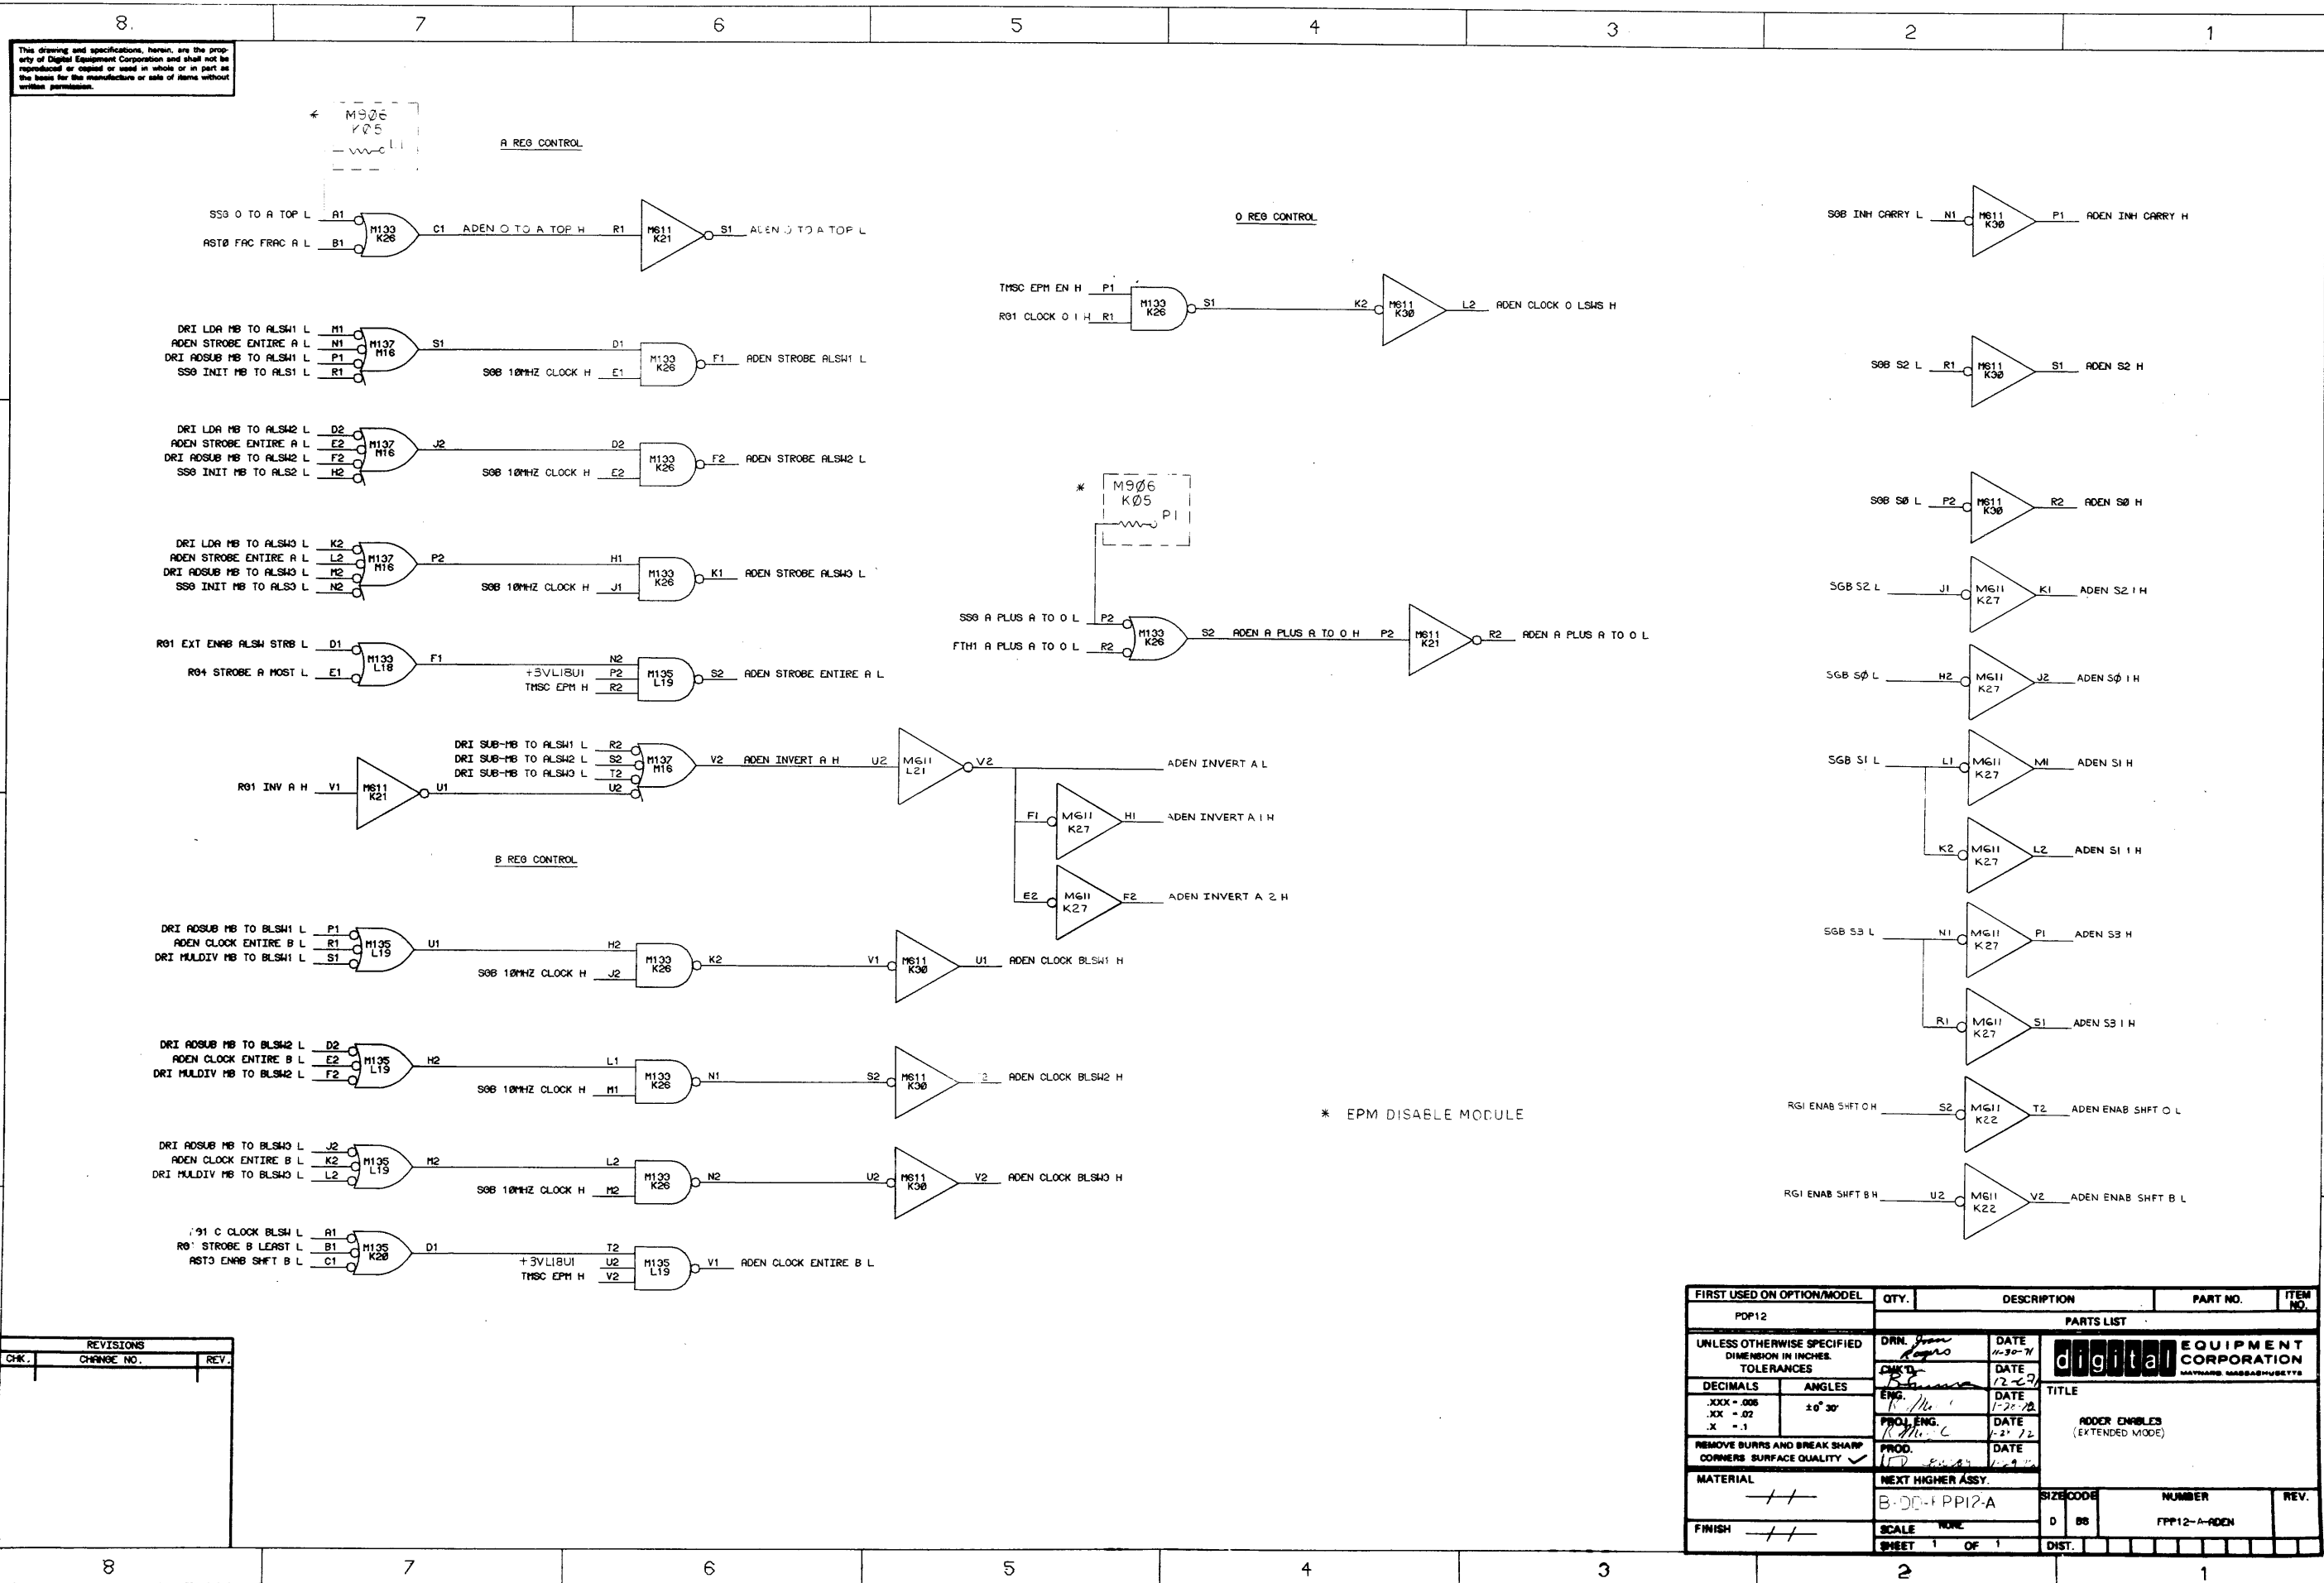 8. 7 6 5 4 3 2 1
This drawing and specifications, herein, are the prop-
erty of Digital Equipment Corporation and shall not be
reproduced or copied or used in whole or in part as
the basis for the manufacture or sale of items without
written permission.
* M9Ø6
KØ5
L1
A REG CONTROL
SSG O TO A TOP L A1
ASTØ FAC FRAC A L B1
M133
K26
C1 ADEN O TO A TOP H R1
M611
K21
S1 ADEN O TO A TOP L
DRI LDA MB TO ALSW1 L M1
ADEN STROBE ENTIRE A L N1
DRI ADSUB MB TO ALSW1 L P1
SSG INIT MB TO ALS1 L R1
M137
M16
S1
D1
SGB 1ØMHZ CLOCK H E1
M133
K26
F1 ADEN STROBE ALSW1 L
DRI LDA MB TO ALSW2 L D2
ADEN STROBE ENTIRE A L E2
DRI ADSUB MB TO ALSW2 L F2
SSG INIT MB TO ALS2 L H2
M137
M16
J2
D2
SGB 1ØMHZ CLOCK H E2
M133
K26
F2 ADEN STROBE ALSW2 L
DRI LDA MB TO ALSW3 L K2
ADEN STROBE ENTIRE A L L2
DRI ADSUB MB TO ALSW3 L M2
SSG INIT MB TO ALS3 L N2
M137
M16
P2
H1
SGB 1ØMHZ CLOCK H J1
M133
K26
K1 ADEN STROBE ALSW3 L
RG1 EXT ENAB ALSW STRB L D1
RG4 STROBE A MOST L E1
M133
L18
F1
N2
+3VL18U1 P2
TMSC EPM H R2
M135
L19
S2 ADEN STROBE ENTIRE A L
RG1 INV A H V1
M611
K21
U1
DRI SUB-MB TO ALSW1 L R2
DRI SUB-MB TO ALSW2 L S2
DRI SUB-MB TO ALSW3 L T2
U2
M137
M16
V2 ADEN INVERT A H U2
M611
L21
V2
ADEN INVERT A L
F1
M611
K27
H1 ADEN INVERT A 1 H
E2
M611
K27
F2 ADEN INVERT A 2 H
B REG CONTROL
DRI ADSUB MB TO BLSW1 L P1
ADEN CLOCK ENTIRE B L R1
DRI MULDIV MB TO BLSW1 L S1
M135
L19
U1
H2
SGB 1ØMHZ CLOCK H J2
M133
K26
K2
V1
M611
K30
U1 ADEN CLOCK BLSW1 H
DRI ADSUB MB TO BLSW2 L D2
ADEN CLOCK ENTIRE B L E2
DRI MULDIV MB TO BLSW2 L F2
M135
L19
H2
L1
SGB 1ØMHZ CLOCK H M1
M133
K26
N1
S2
M611
K30
ADEN CLOCK BLSW2 H
DRI ADSUB MB TO BLSW3 L J2
ADEN CLOCK ENTIRE B L K2
DRI MULDIV MB TO BLSW3 L L2
M135
L19
M2
L2
SGB 1ØMHZ CLOCK H M2
M133
K26
N2
U2
M611
K30
V2 ADEN CLOCK BLSW3 H
C CLOCK BLSW L A1
STROBE B LEAST L B1
AST3 ENAB SHFT B L C1
M135
K20
D1
T2
+3VL18U1 U2
TMSC EPM H V2
M135
L19
V1 ADEN CLOCK ENTIRE B L
O REG CONTROL
TMSC EPM EN H P1
RG1 CLOCK O 1 H R1
M133
K26
S1
K2
M611
K30
L2 ADEN CLOCK O LSWS H
* M9Ø6
KØ5
P1
SSG A PLUS A TO O L P2
FTH1 A PLUS A TO O L R2
M133
K26
S2 ADEN A PLUS A TO O H P2
M611
K21
R2 ADEN A PLUS A TO O L
* EPM DISABLE MODULE
SGB INH CARRY L N1
M611
K30
P1 ADEN INH CARRY H
SGB S2 L R1
M611
K30
S1 ADEN S2 H
SGB SØ L P2
M611
K30
R2 ADEN SØ H
SGB S2 L J1
M611
K27
K1 ADEN S2 1 H
SGB SØ L H2
M611
K27
J2 ADEN SØ 1 H
SGB S1 L L1
M611
K27
M1 ADEN S1 H
K2
M611
K27
L2 ADEN S1 1 H
SGB S3 L N1
M611
K27
P1 ADEN S3 H
R1
M611
K27
S1 ADEN S3 1 H
RG1 ENAB SHFT O H S2
M611
K22
T2 ADEN ENAB SHFT O L
RG1 ENAB SHFT B H U2
M611
K22
V2 ADEN ENAB SHFT B L
REVISIONS
CHK. CHANGE NO. REV.
FIRST USED ON OPTION/MODEL
PDP12
QTY. DESCRIPTION PART NO. ITEM NO.
PARTS LIST
UNLESS OTHERWISE SPECIFIED
DIMENSION IN INCHES.
TOLERANCES
DECIMALS ANGLES
.XXX = .005
.XX = .02
.X = .1
±0° 30'
REMOVE BURRS AND BREAK SHARP
CORNERS SURFACE QUALITY
MATERIAL
FINISH
DRN. Joan Rogers DATE 11-30-71
CHK'D DATE
ENG. DATE
PROJ. ENG. DATE
PROD. DATE
NEXT HIGHER ASSY.
B-DD-FPP12-A
SCALE NONE
SHEET 1 OF 1
digital EQUIPMENT
CORPORATION
MAYNARD, MASSACHUSETTS
TITLE
ADDER ENABLES
(EXTENDED MODE)
SIZE CODE NUMBER REV.
D BS FPP12-A-ADEN
DIST.
8 7 6 5 4 3 2 1